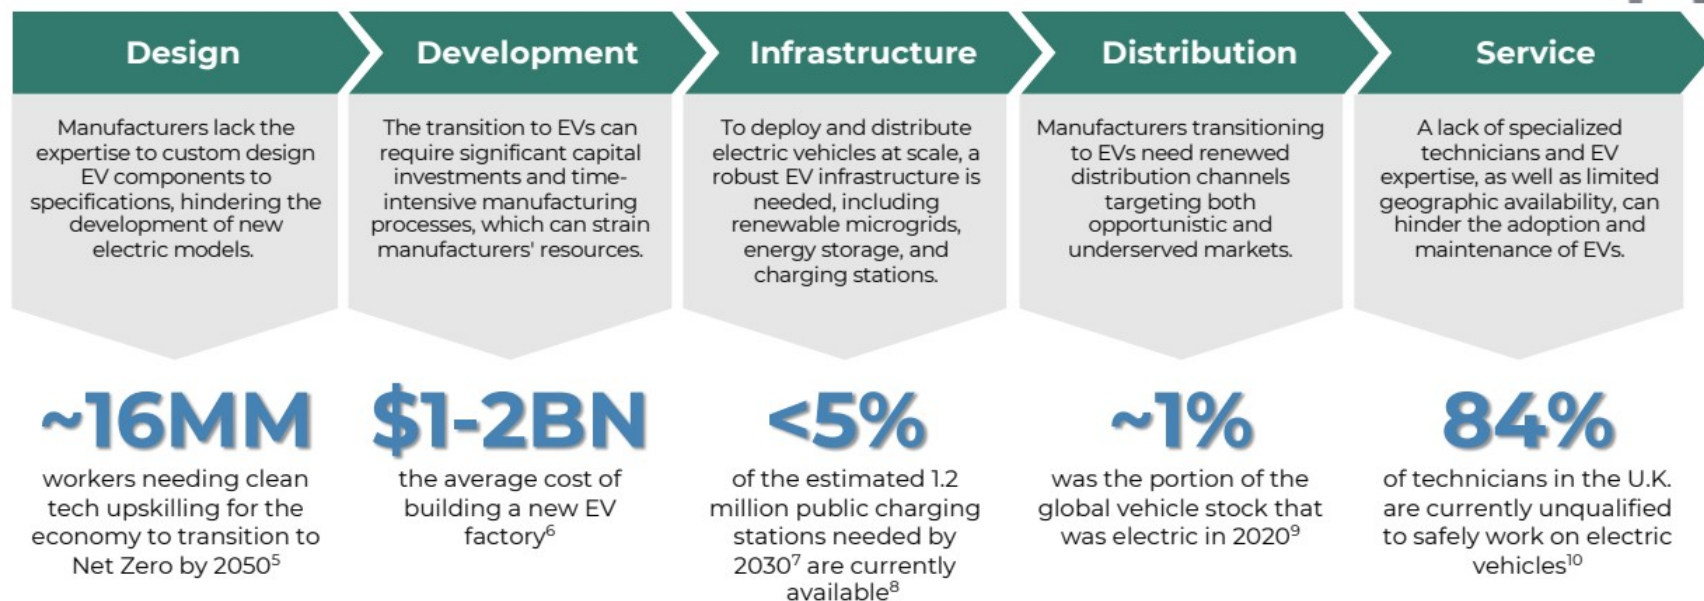 Design
Manufacturers lack the
expertise to custom design
EV components to
specifications, hindering the
development of new
electric models.
~16MM
workers needing clean
tech upskilling for the
economy to transition to
Net Zero by 2050⁵
Development
The transition to EVs can
require significant capital
investments and time-
intensive manufacturing
processes, which can strain
manufacturers' resources.
$1-2BN
the average cost of
building a new EV
factory⁶
Infrastructure
To deploy and distribute
electric vehicles at scale, a
robust EV infrastructure is
needed, including
renewable microgrids,
energy storage, and
charging stations.
<5%
of the estimated 1.2
million public charging
stations needed by
2030⁷ are currently
available⁸
Distribution
Manufacturers transitioning
to EVs need renewed
distribution channels
targeting both
opportunistic and
underserved markets.
~1%
was the portion of the
global vehicle stock that
was electric in 2020⁹
Service
A lack of specialized
technicians and EV
expertise, as well as limited
geographic availability, can
hinder the adoption and
maintenance of EVs.
84%
of technicians in the U.K.
are currently unqualified
to safely work on electric
vehicles¹⁰